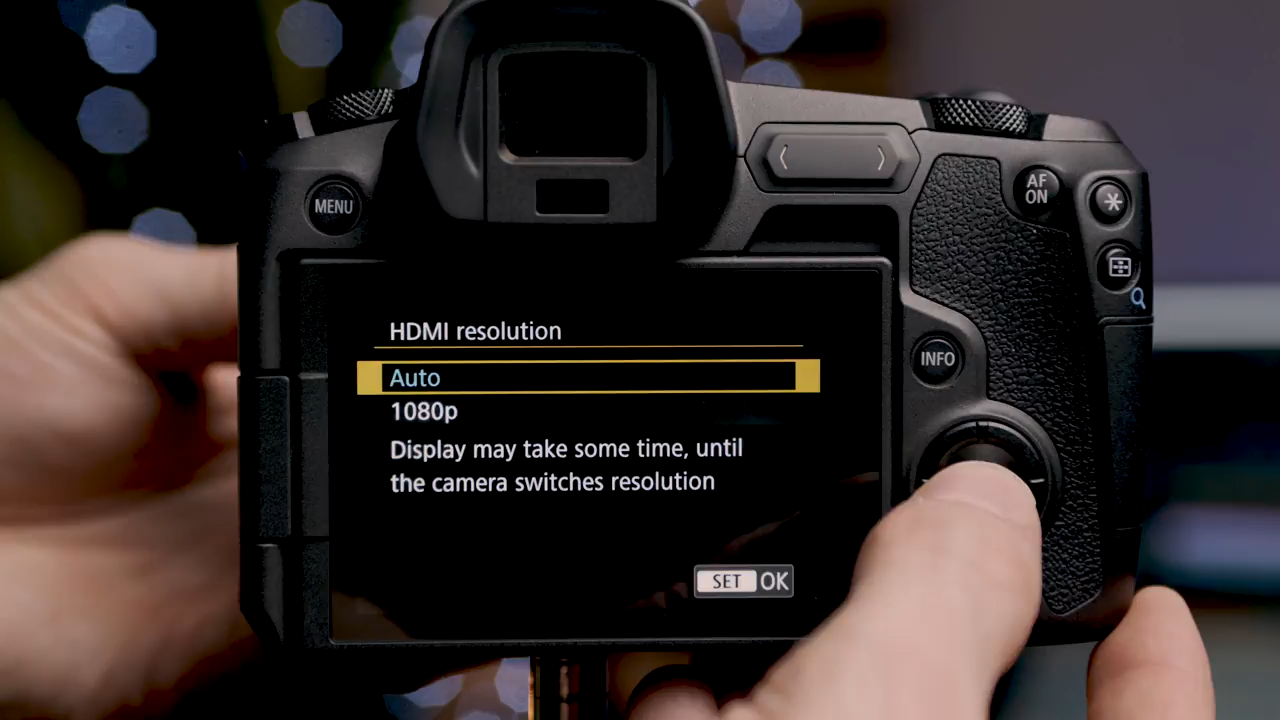 MENU
AF
ON
INFO
HDMI resolution
Auto
1080p
Display may take some time, until
the camera switches resolution
SET OK